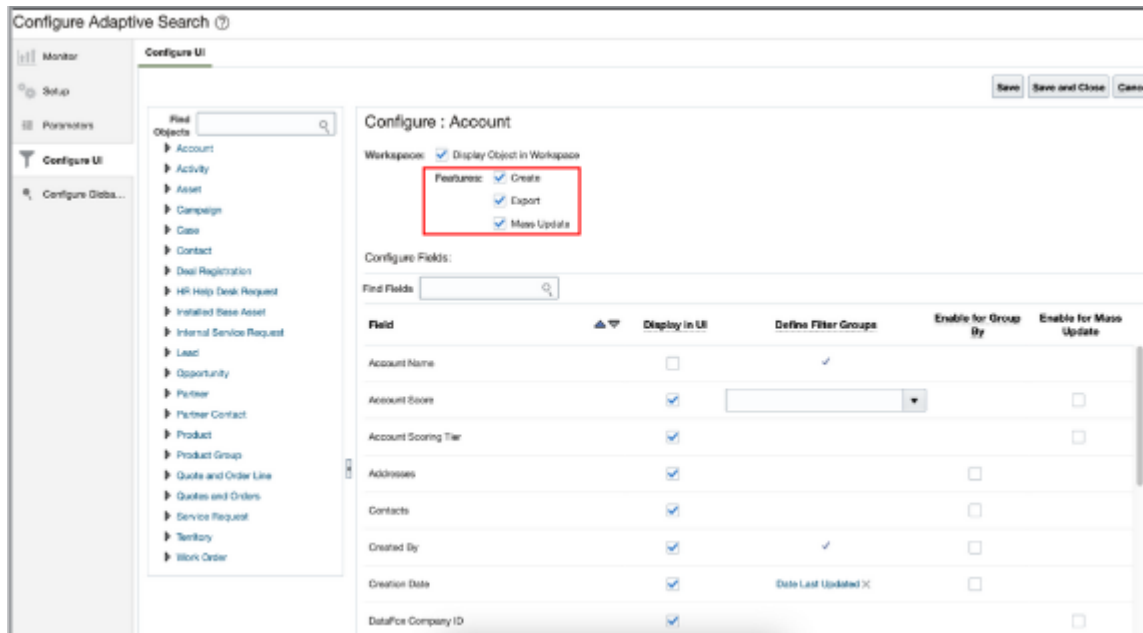 Configure Adaptive Search ?
Monitor
Setup
Parameters
Configure UI
Configure Globa...
Configure UI
Save Save and Close Cance
Find Objects
Account
Activity
Asset
Campaign
Case
Contact
Deal Registration
HR Help Desk Request
Installed Base Asset
Internal Service Request
Lead
Opportunity
Partner
Partner Contact
Product
Product Group
Quote and Order Line
Quotes and Orders
Service Request
Territory
Work Order
Configure : Account
Workspace: Display Object in Workspace
Features: Create
Export
Mass Update
Configure Fields:
Find Fields
Field Display in UI Define Filter Groups Enable for Group By Enable for Mass Update
Account Name
Account Score
Account Scoring Tier
Addresses
Contacts
Created By
Creation Date Date Last Updated X
DataFox Company ID